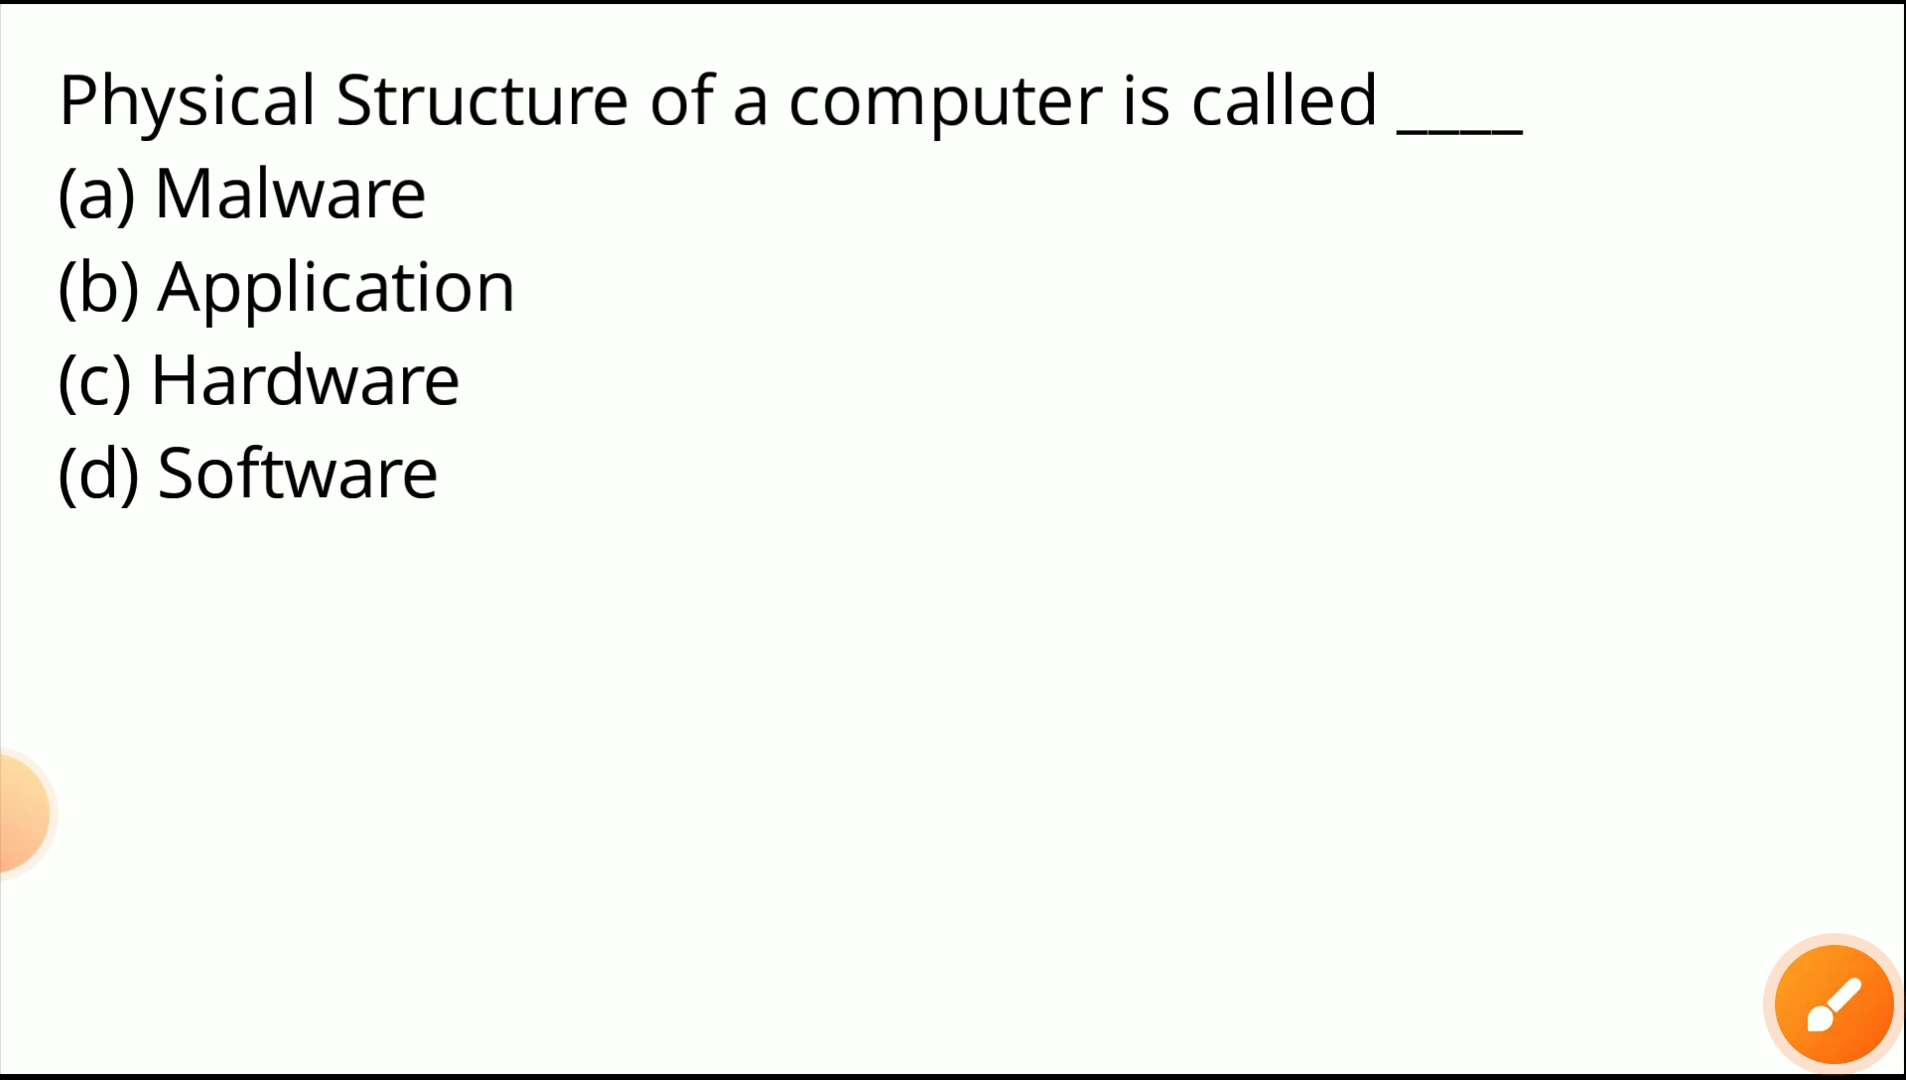 Physical Structure of a computer is called ____
(a) Malware
(b) Application
(c) Hardware
(d) Software